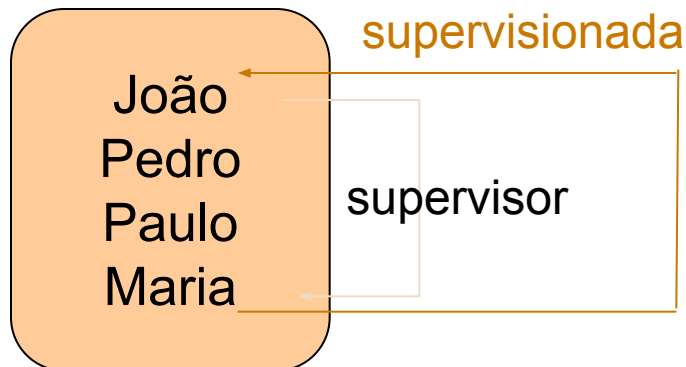 supervisionada
João
Pedro
Paulo
supervisor
Maria